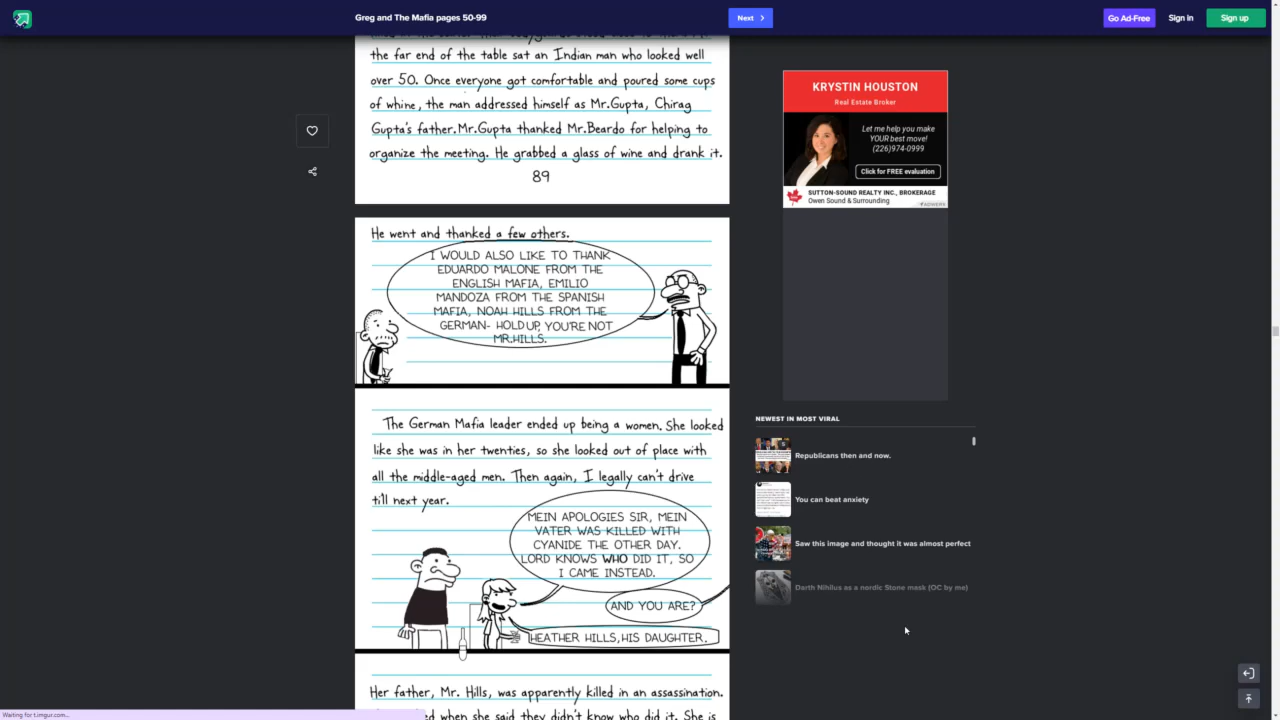 Greg and The Mafia pages 50-99
Next
Go Ad-Free
Sign in
Sign up
the far end of the table sat an Indian man who looked well
over 50. Once everyone got comfortable and poured some cups
of whine, the man addressed himself as Mr.Gupta, Chirag
Gupta's father.Mr.Gupta thanked Mr.Beardo for helping to
organize the meeting. He grabbed a glass of wine and drank it.
89
He went and thanked a few others.
I WOULD ALSO LIKE TO THANK
EDUARDO MALONE FROM THE
ENGLISH MAFIA, EMILIO
MANDOZA FROM THE SPANISH
MAFIA, NOAH HILLS FROM THE
GERMAN- HOLD UP, YOU'RE NOT
MR.HILLS.
The German Mafia leader ended up being a women. She looked
like she was in her twenties, so she looked out of place with
all the middle-aged men. Then again, I legally can't drive
till next year.
MEIN APOLOGIES SIR, MEIN
VATER WAS KILLED WITH
CYANIDE THE OTHER DAY.
LORD KNOWS WHO DID IT, SO
I CAME INSTEAD.
AND YOU ARE?
HEATHER HILLS,HIS DAUGHTER.
Her father, Mr. Hills, was apparently killed in an assassination.
when she said they didn't know who did it. She is
KRYSTIN HOUSTON
Real Estate Broker
Let me help you make
YOUR best move!
(226)974-0999
Click for FREE evaluation
SUTTON-SOUND REALTY INC., BROKERAGE
Owen Sound & Surrounding
NEWEST IN MOST VIRAL
Republicans then and now.
You can beat anxiety
Saw this image and thought it was almost perfect
Darth Nihilus as a nordic Stone mask (OC by me)
Waiting for t.imgur.com...